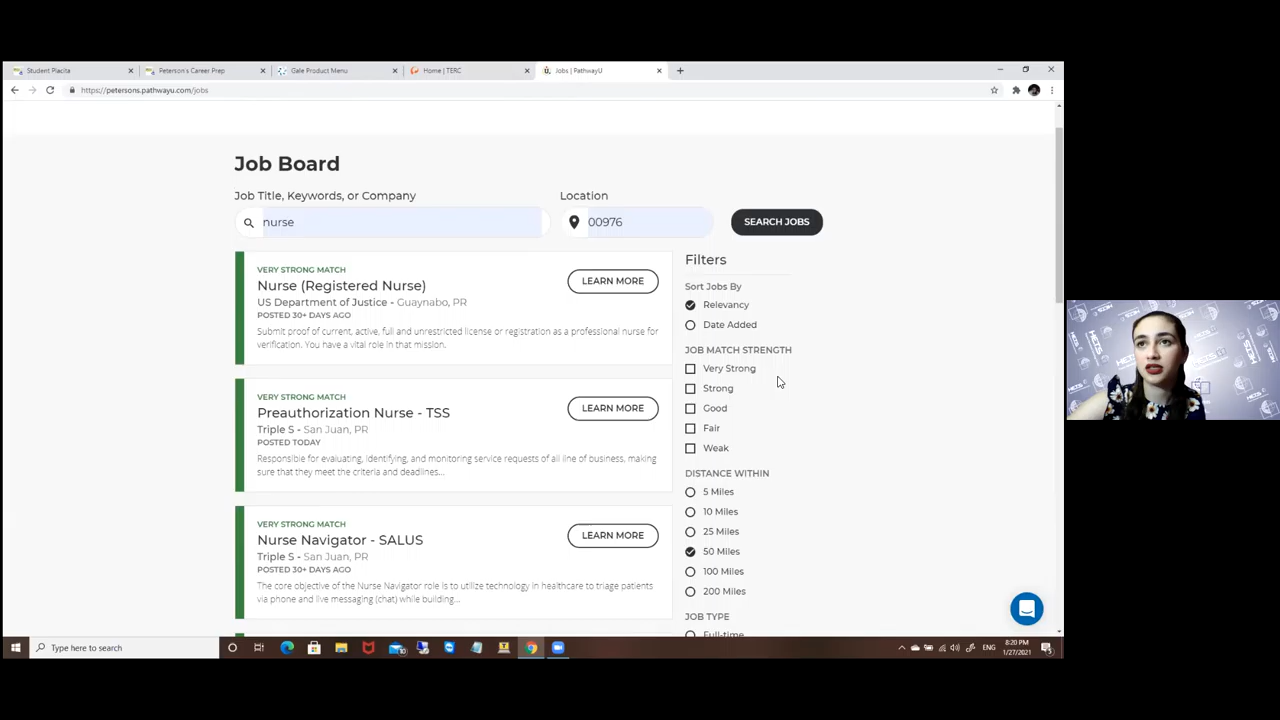 Student Placita
Peterson's Career Prep
Gale Product Menu
Home | TERC
Jobs | PathwayU
https://petersons.pathwayu.com/jobs
Job Board
Job Title, Keywords, or Company
Location
nurse
00976
SEARCH JOBS
VERY STRONG MATCH
Nurse (Registered Nurse)
US Department of Justice - Guaynabo, PR
POSTED 30+ DAYS AGO
Submit proof of current, active, full and unrestricted license or registration as a professional nurse for
verification. You have a vital role in that mission.
LEARN MORE
VERY STRONG MATCH
Preauthorization Nurse - TSS
Triple S - San Juan, PR
POSTED TODAY
Responsible for evaluating, identifying, and monitoring service requests of all line of business, making
sure that they meet the criteria and deadlines...
LEARN MORE
VERY STRONG MATCH
Nurse Navigator - SALUS
Triple S - San Juan, PR
POSTED 30+ DAYS AGO
The core objective of the Nurse Navigator role is to utilize technology in healthcare to triage patients
via phone and live messaging (chat) while building...
LEARN MORE
Filters
Sort Jobs By
Relevancy
Date Added
JOB MATCH STRENGTH
Very Strong
Strong
Good
Fair
Weak
DISTANCE WITHIN
5 Miles
10 Miles
25 Miles
50 Miles
100 Miles
200 Miles
JOB TYPE
Full-time
Type here to search
ENG
8:20 PM
1/27/2021